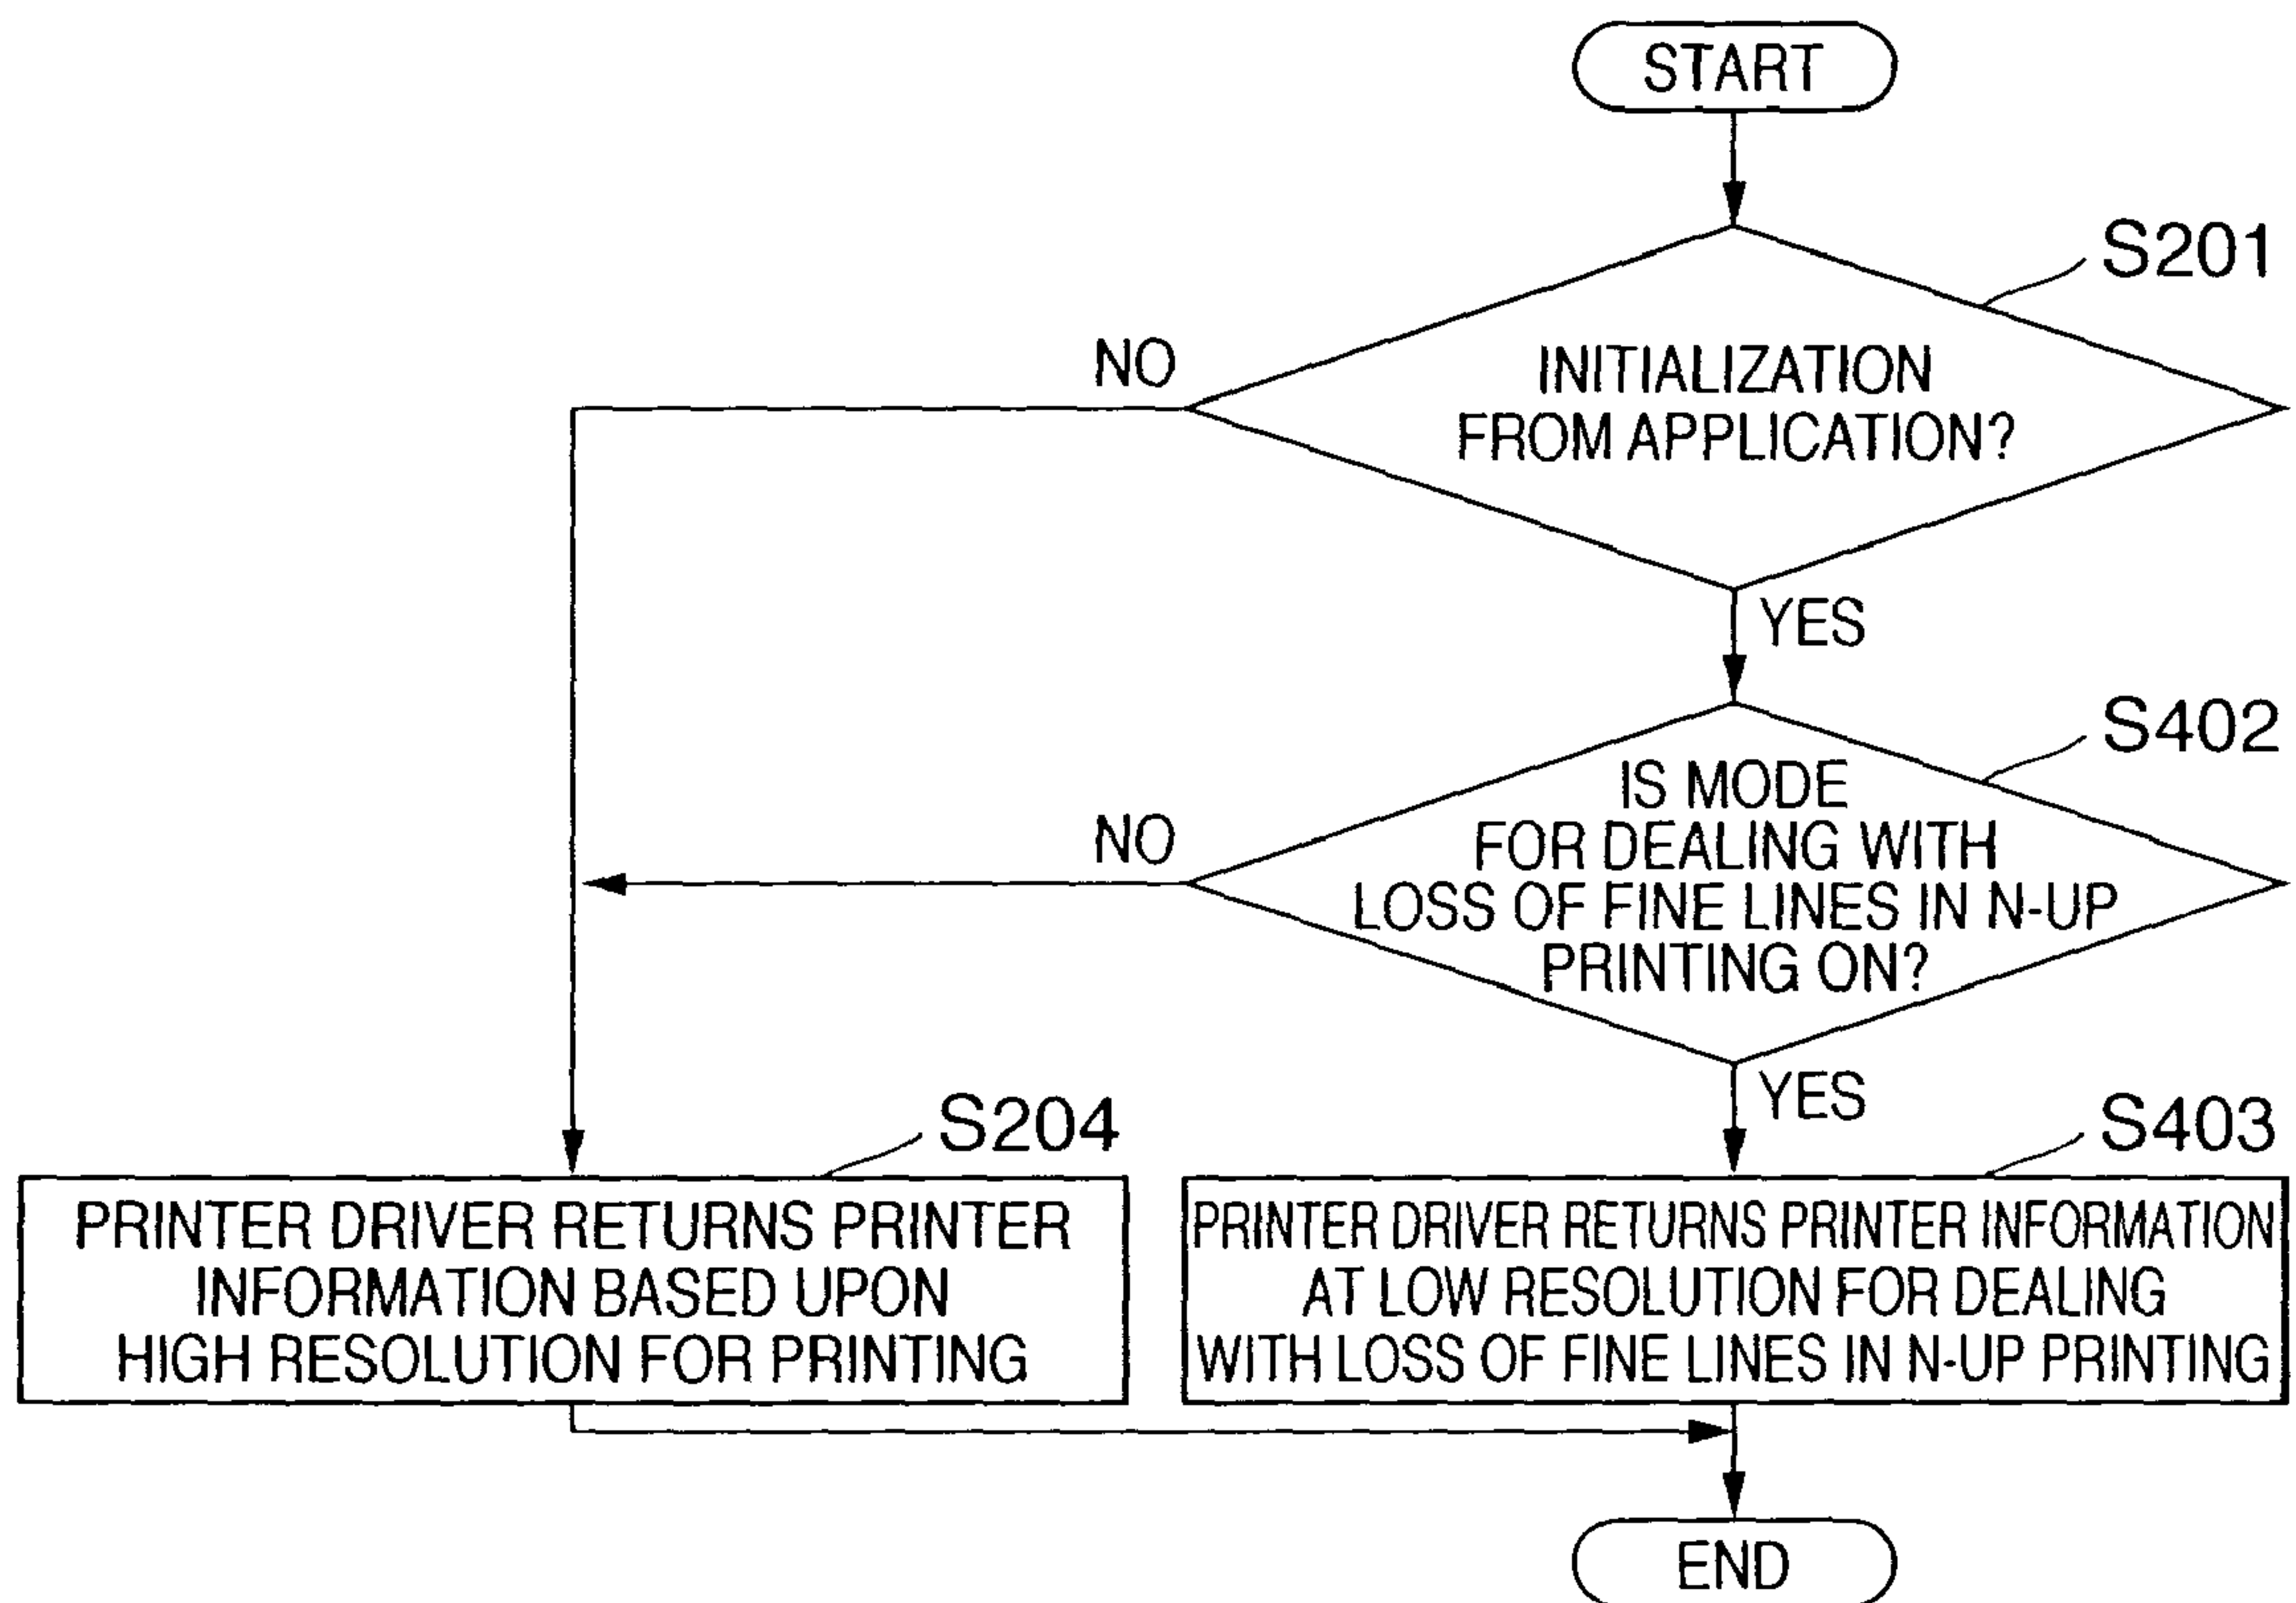 START
S201
INITIALIZATION
FROM APPLICATION?
NO
YES
S402
IS MODE
FOR DEALING WITH
LOSS OF FINE LINES IN N-UP
PRINTING ON?
NO
YES
S204
PRINTER DRIVER RETURNS PRINTER
INFORMATION BASED UPON
HIGH RESOLUTION FOR PRINTING
S403
PRINTER DRIVER RETURNS PRINTER INFORMATION
AT LOW RESOLUTION FOR DEALING
WITH LOSS OF FINE LINES IN N-UP PRINTING
END